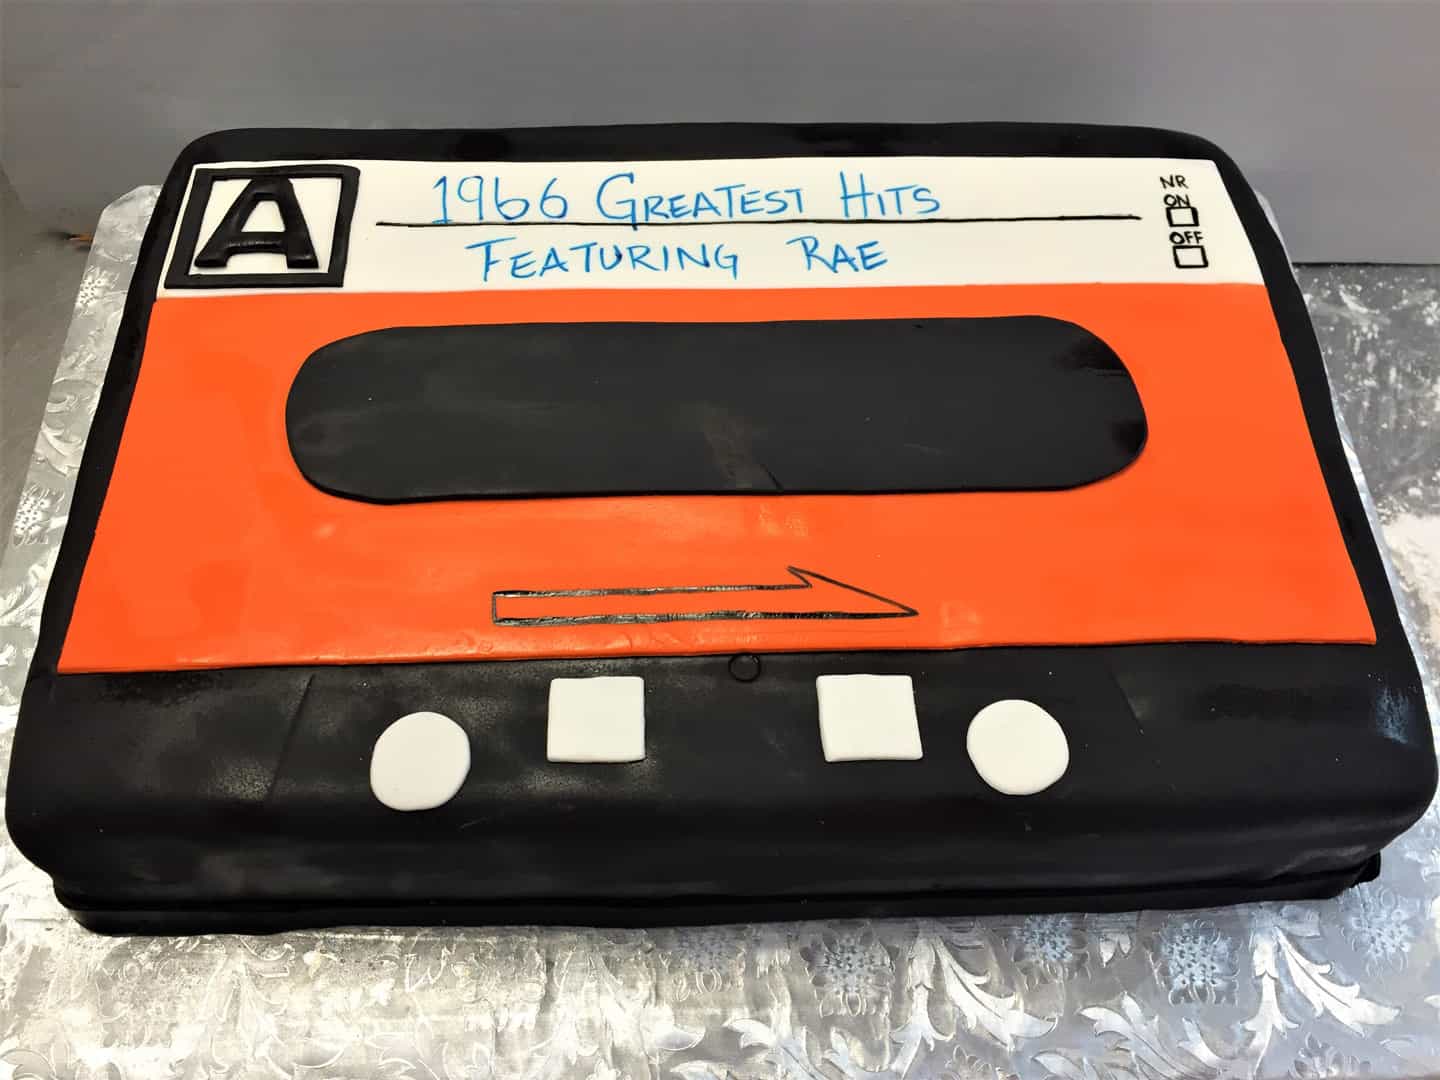 A
1966 GREATEST HITS
FEATURING RAE
NR
ON
OFF